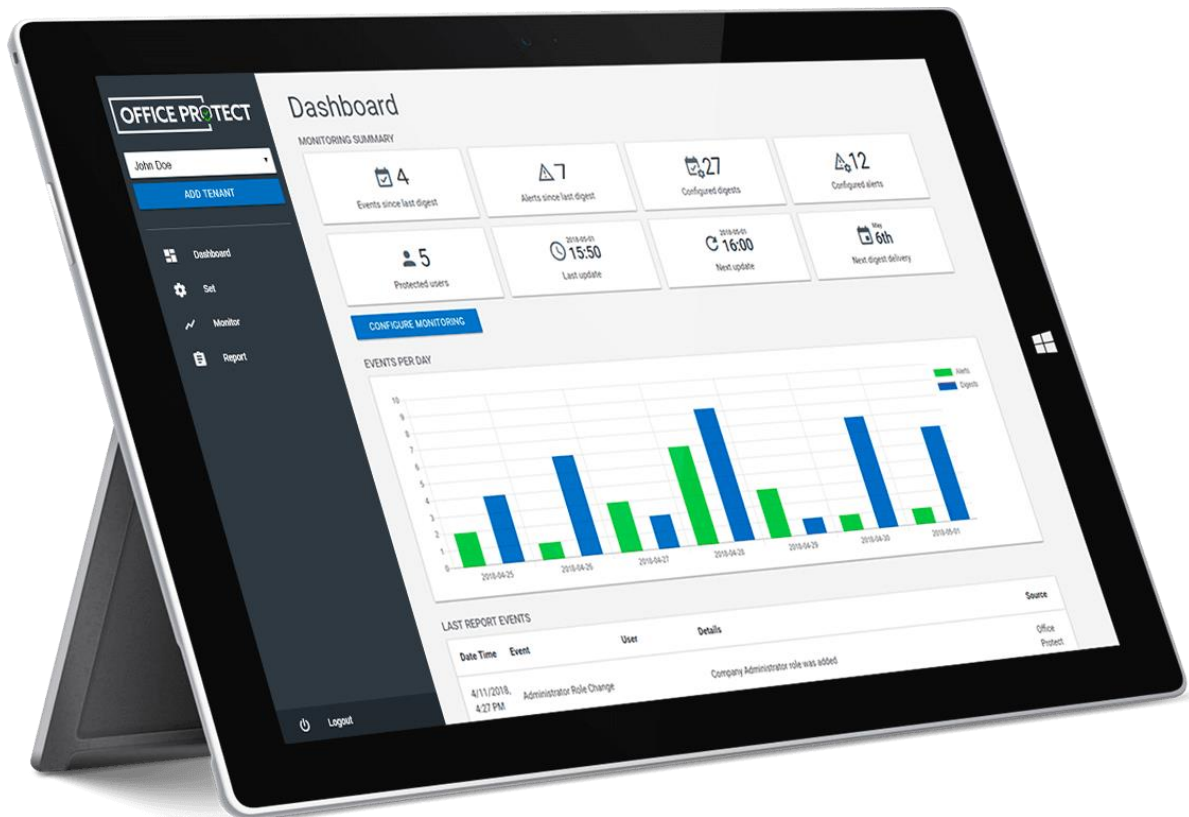 OFFICE PROTECT
John Doe
ADD TENANT
Dashboard
Set
Monitor
Report
Logout
Dashboard
MONITORING SUMMARY
4
Events since last digest
7
Alerts since last digest
27
Configured digests
12
Configured alerts
5
Protected users
2018-05-01
15:50
Last update
2018-05-01
16:00
Next update
May
6th
Next digest delivery
CONFIGURE MONITORING
EVENTS PER DAY
Alerts
Digests
10
9
8
7
6
5
4
3
2
1
0
2018-04-25
2018-04-26
2018-04-27
2018-04-28
2018-04-29
2018-04-30
2018-05-01
LAST REPORT EVENTS
Date Time Event User Details Source
4/11/2018, Administrator Role Change Company Administrator role was added Office
4:27 PM Protect